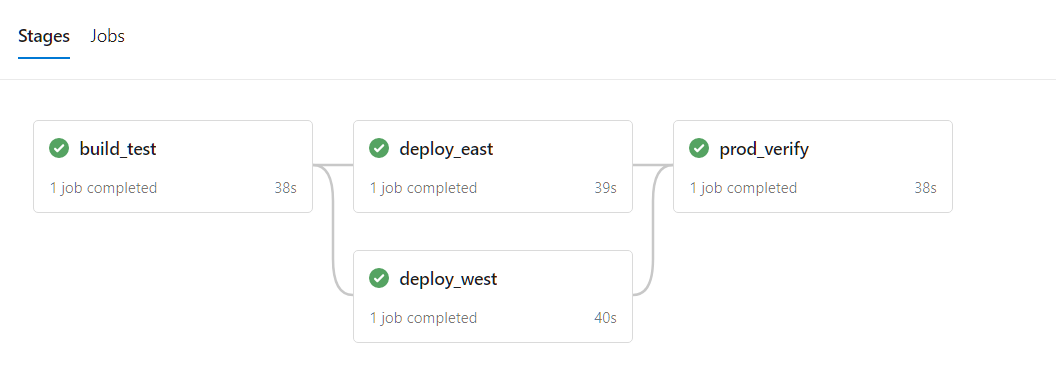 Stages Jobs
build_test
1 job completed 38s
deploy_east
1 job completed 39s
prod_verify
1 job completed 38s
deploy_west
1 job completed 40s